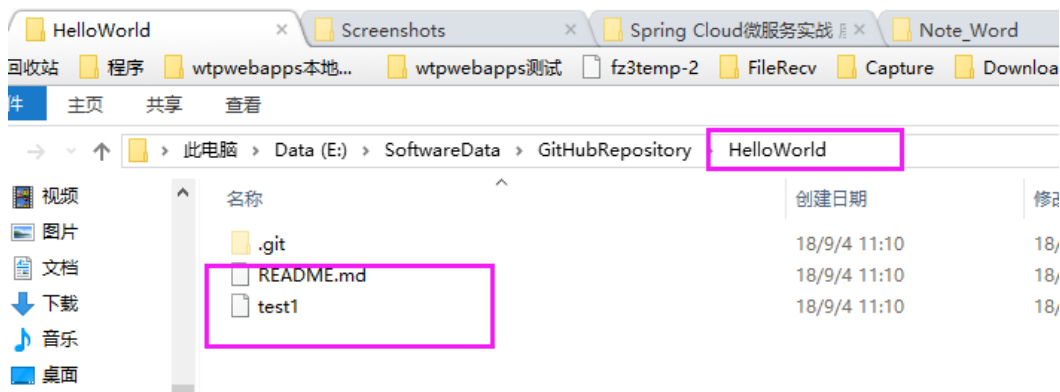 HelloWorld × Screenshots × Spring Cloud微服务实战 × Note_Word
回收站 程序 wtpwebapps本地... wtpwebapps测试 fz3temp-2 FileRecv Capture Downloa
件 主页 共享 查看
此电脑 > Data (E:) > SoftwareData > GitHubRepository > HelloWorld
视频 名称 创建日期 修改
图片 .git 18/9/4 11:10 18/
文档 README.md 18/9/4 11:10 18/
下载 test1 18/9/4 11:10 18/
音乐
桌面